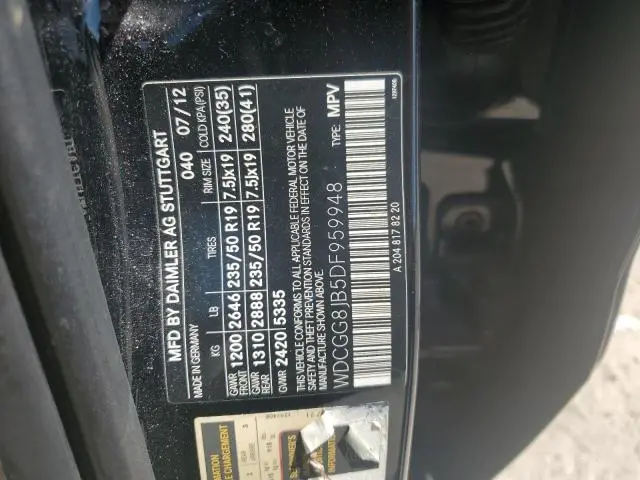 MFD BY DAIMLER AG STUTTGART
MADE IN GERMANY 040 07/12
KG LB TIRES RIM SIZE COLD KPA(PSI)
GAWR FRONT 1200 2646 235/50 R19 7.5Jx19 240(35)
GAWR REAR 1310 2888 235/50 R19 7.5Jx19 280(41)
GVWR 2420 5335
THIS VEHICLE CONFORMS TO ALL APPLICABLE FEDERAL MOTOR VEHICLE
SAFETY AND THEFT PREVENTION STANDARDS IN EFFECT ON THE DATE OF
MANUFACTURE SHOWN ABOVE.
WDCGG8JB5DF959948 TYPE: MPV
A 204 817 82 20
INFORMATION